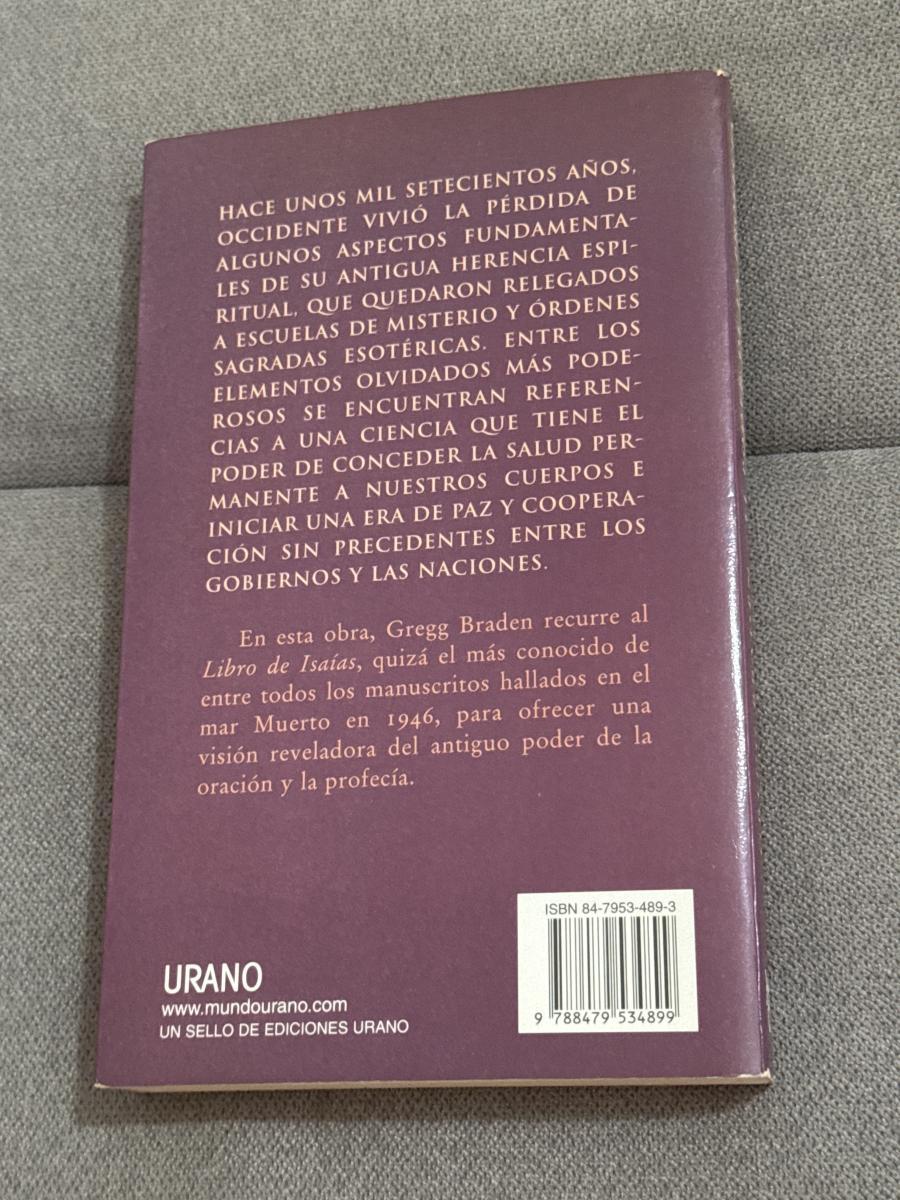 HACE UNOS MIL SETECIENTOS AÑOS,
OCCIDENTE VIVIÓ LA PÉRDIDA DE
ALGUNOS ASPECTOS FUNDAMENTA-
LES DE SU ANTIGUA HERENCIA ESPI-
RITUAL, QUE QUEDARON RELEGADOS
A ESCUELAS DE MISTERIO Y ÓRDENES
SAGRADAS ESOTÉRICAS. ENTRE LOS
ELEMENTOS OLVIDADOS MÁS PODE-
ROSOS SE ENCUENTRAN REFEREN-
CIAS A UNA CIENCIA QUE TIENE EL
PODER DE CONCEDER LA SALUD PER-
MANENTE A NUESTROS CUERPOS E
INICIAR UNA ERA DE PAZ Y COOPERA-
CIÓN SIN PRECEDENTES ENTRE LOS
GOBIERNOS Y LAS NACIONES.
En esta obra, Gregg Braden recurre al
Libro de Isaías, quizá el más conocido de
entre todos los manuscritos hallados en el
mar Muerto en 1946, para ofrecer una
visión reveladora del antiguo poder de la
oración y la profecía.
ISBN 84-7953-489-3
9 788479 534899
URANO
www.mundourano.com
UN SELLO DE EDICIONES URANO